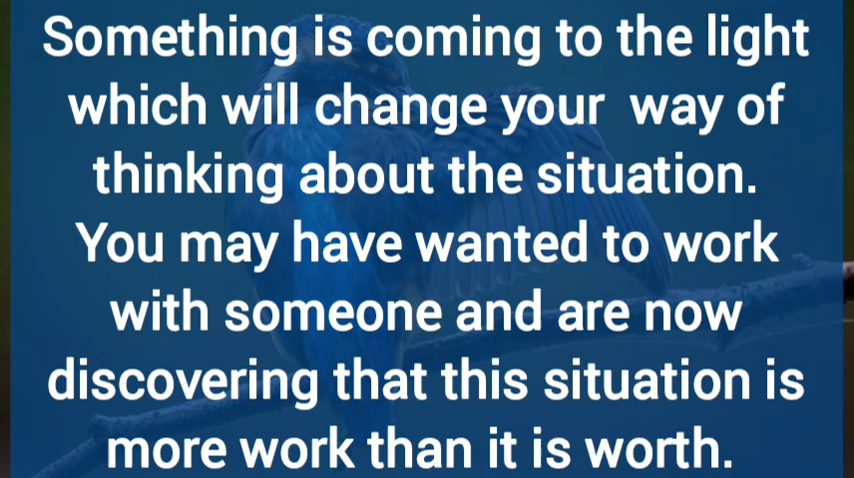 Something is coming to the light
which will change your  way of
thinking about the situation.
You may have wanted to work
with someone and are now
discovering that this situation is
more work than it is worth.